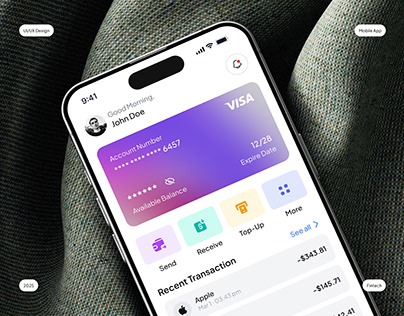 UI/UX Design
Mobile App
9:41
Good Morning,
John Doe
Account Number
VISA
**** **** **** 6457
12/28
Expire Date
******
Available Balance
Send
Receive
Top-Up
More
Recent Transaction
See all >
Apple
-$343.81
Mar 1 - 03:43 pm
-$145.71
2025
Fintech